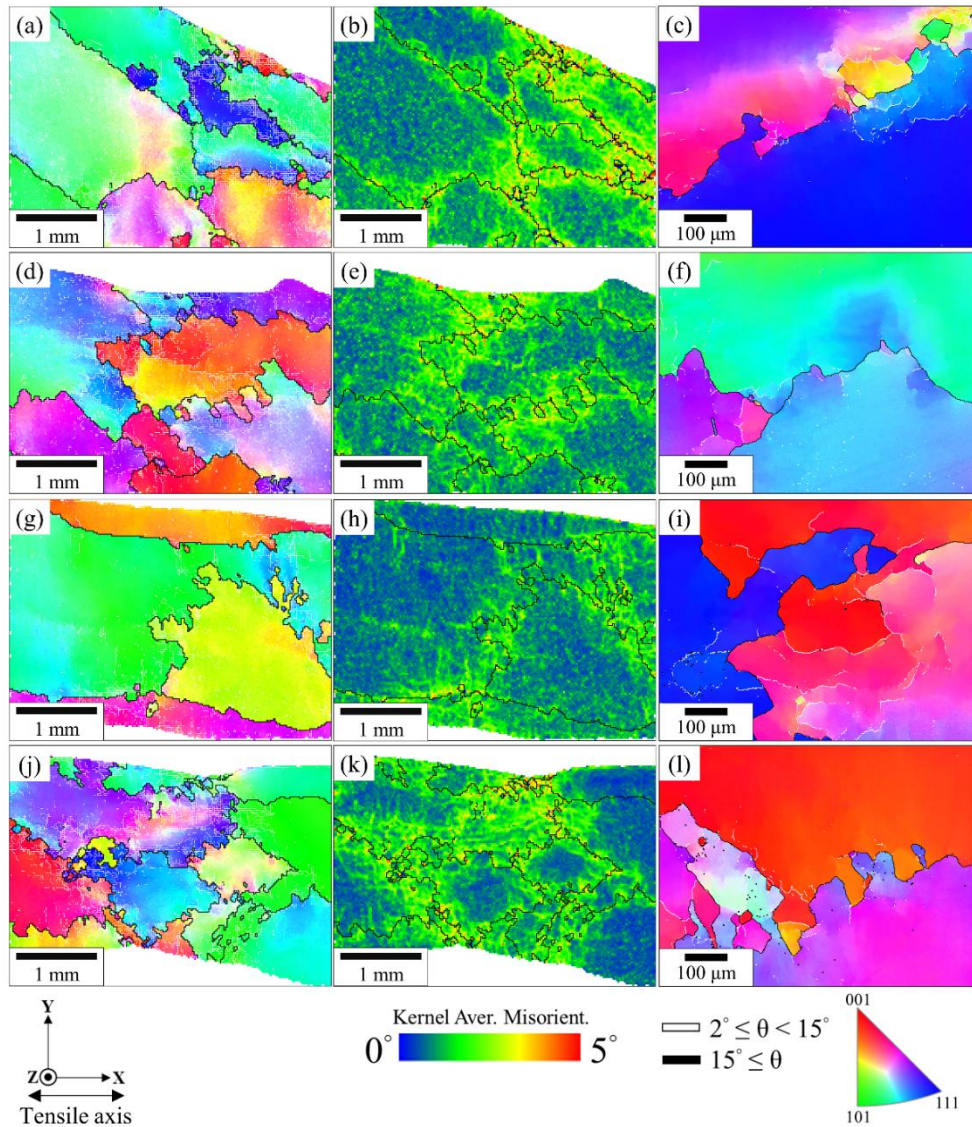 (a)
(b)
(c)
1 mm
1 mm
100 μm
(d)
(e)
(f)
1 mm
1 mm
100 μm
(g)
(h)
(i)
1 mm
1 mm
100 μm
(j)
(k)
(l)
1 mm
1 mm
100 μm
Y
Z
X
Tensile axis
Kernel Aver. Misorient.
0°
5°
2° ≤ θ < 15°
15° ≤ θ
001
101
111